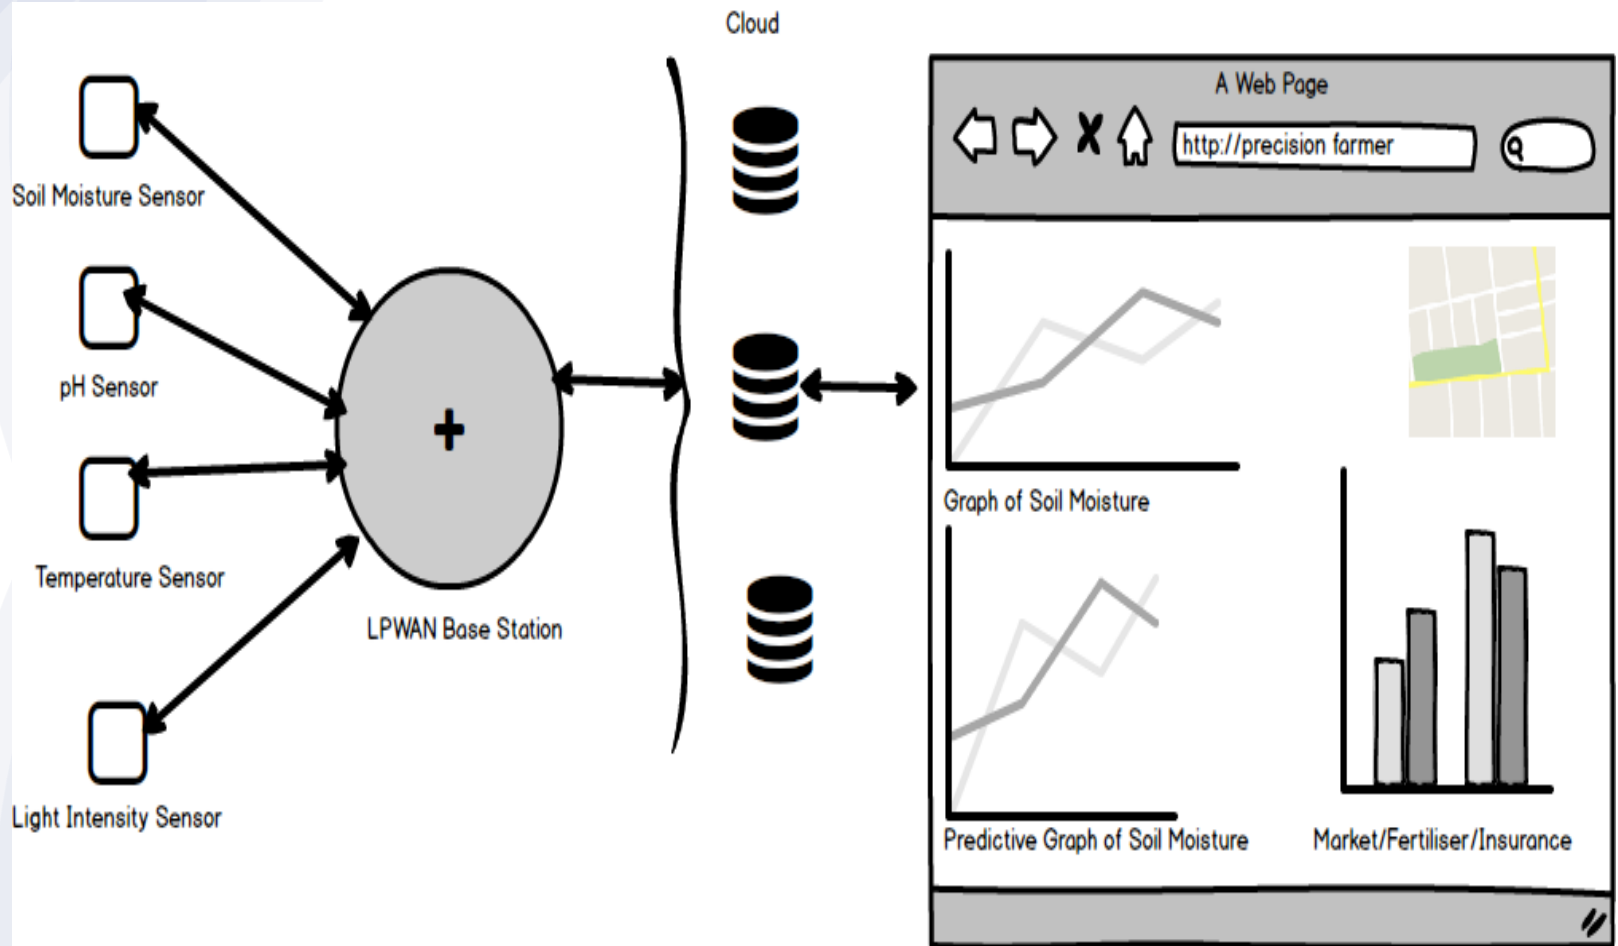 Cloud
Soil Moisture Sensor
pH Sensor
Temperature Sensor
Light Intensity Sensor
+
LPWAN Base Station
A Web Page
http://precision farmer
Graph of Soil Moisture
Predictive Graph of Soil Moisture
Market/Fertiliser/Insurance